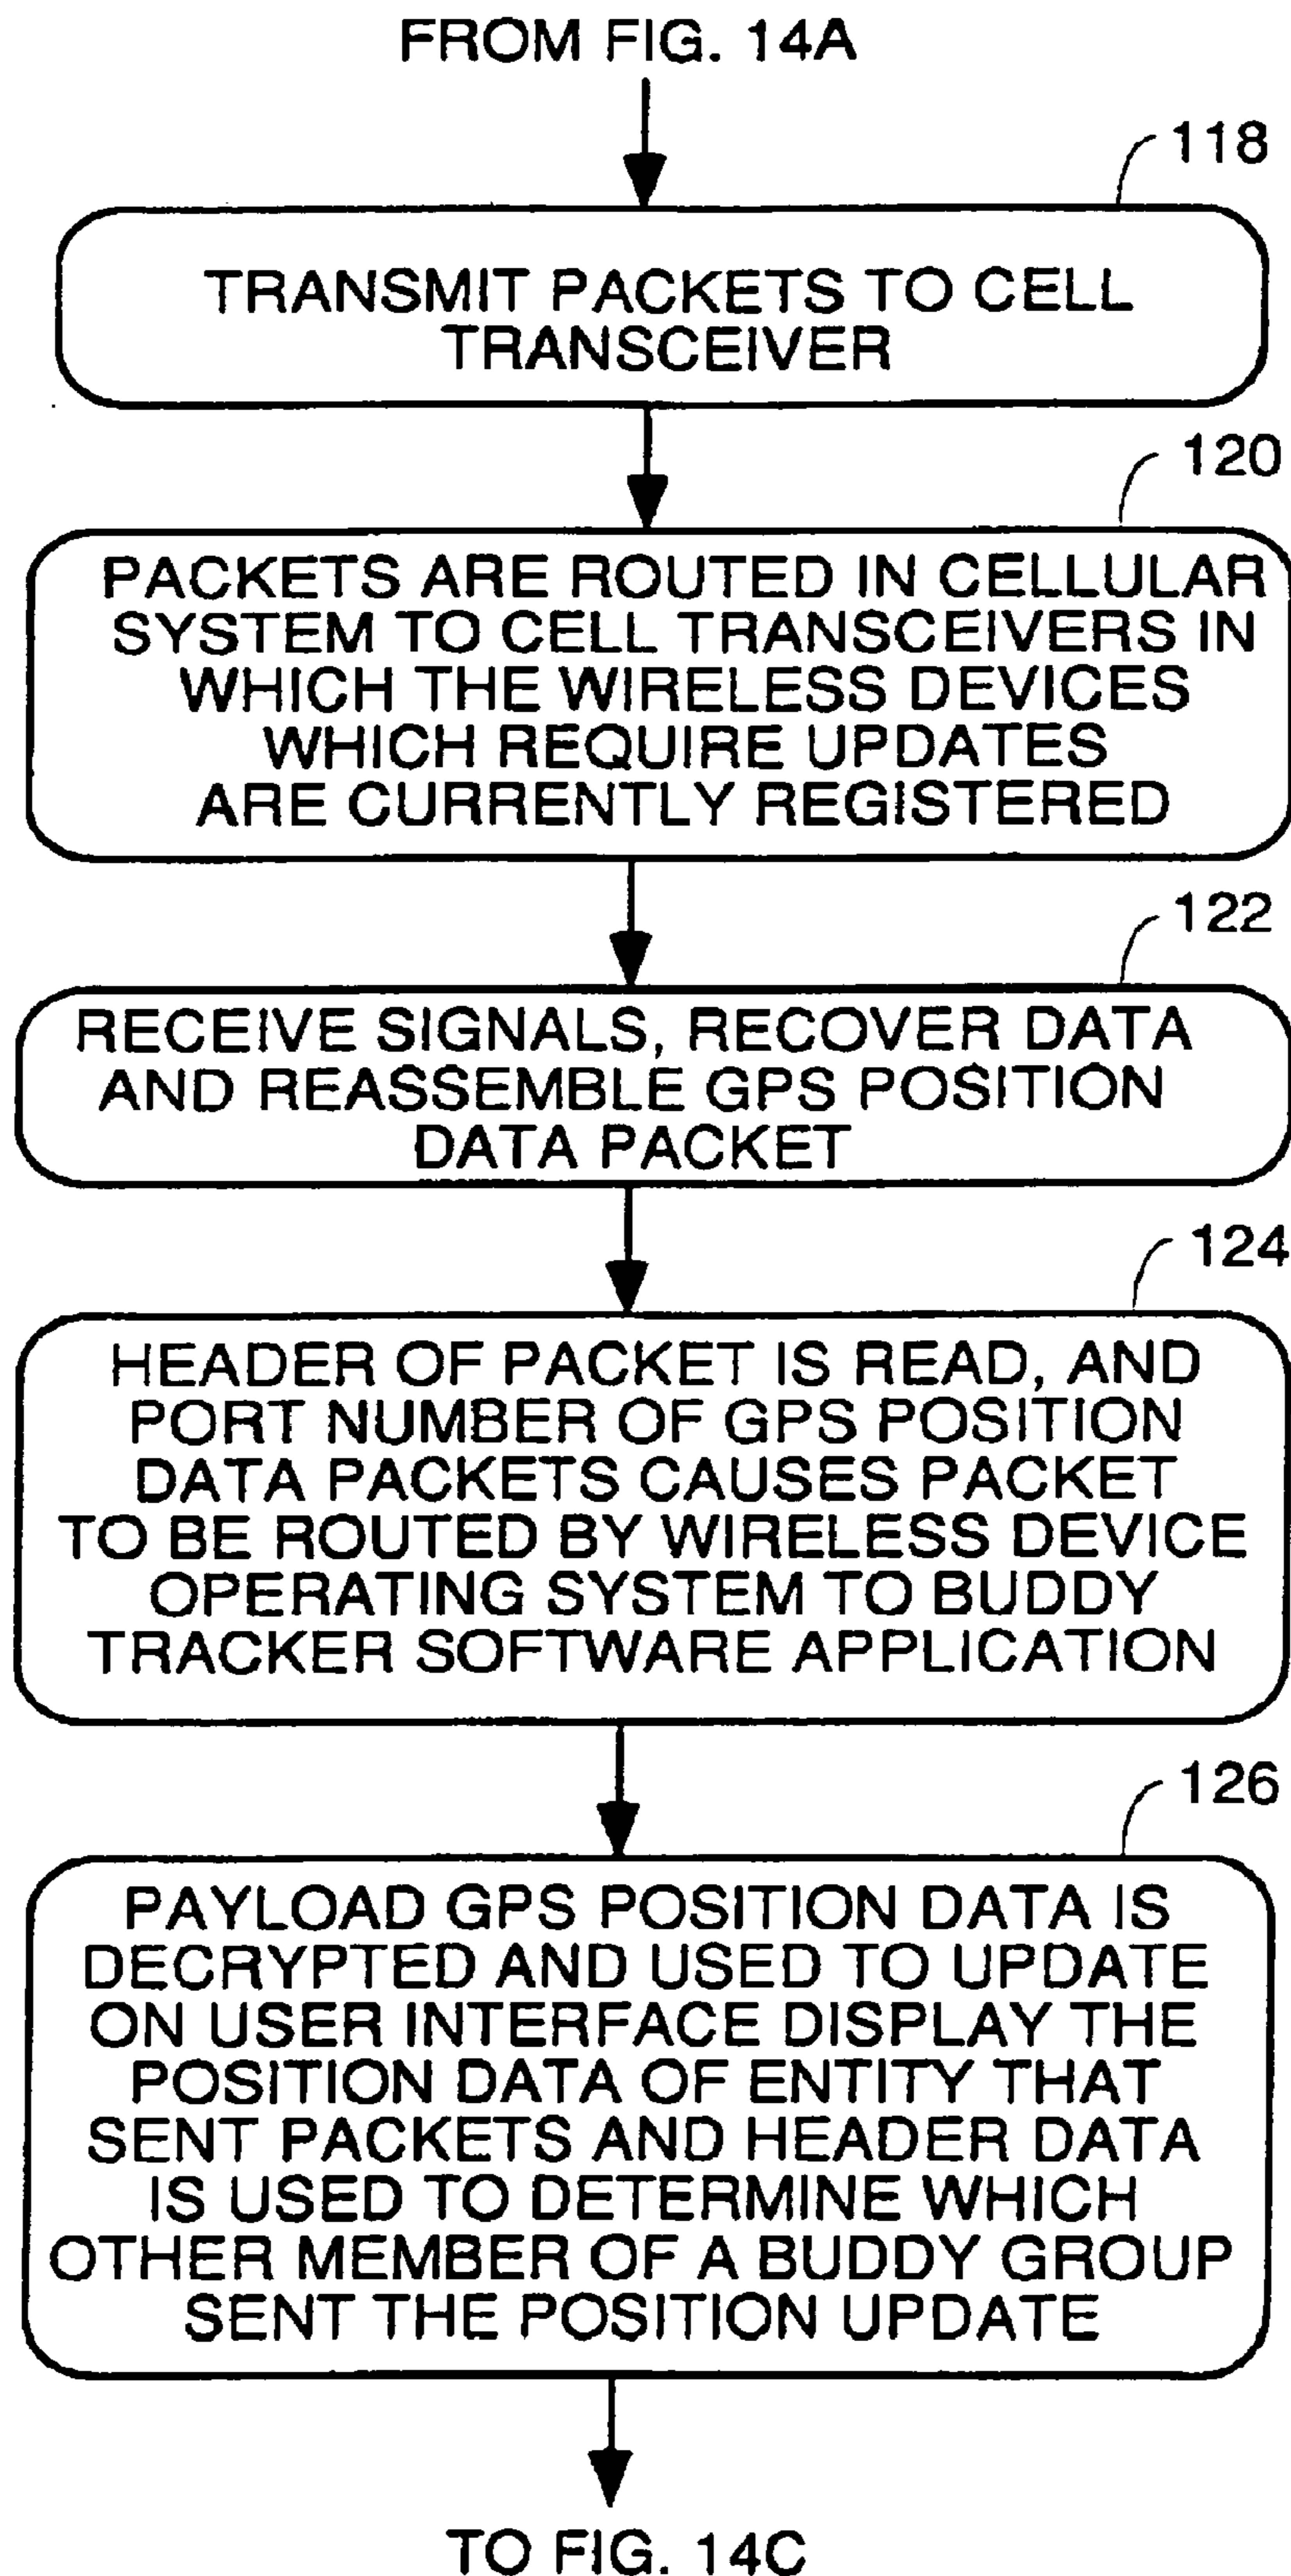 FROM FIG. 14A
118
TRANSMIT PACKETS TO CELL
TRANSCEIVER
120
PACKETS ARE ROUTED IN CELLULAR
SYSTEM TO CELL TRANSCEIVERS IN
WHICH THE WIRELESS DEVICES
WHICH REQUIRE UPDATES
ARE CURRENTLY REGISTERED
122
RECEIVE SIGNALS, RECOVER DATA
AND REASSEMBLE GPS POSITION
DATA PACKET
124
HEADER OF PACKET IS READ, AND
PORT NUMBER OF GPS POSITION
DATA PACKETS CAUSES PACKET
TO BE ROUTED BY WIRELESS DEVICE
OPERATING SYSTEM TO BUDDY
TRACKER SOFTWARE APPLICATION
126
PAYLOAD GPS POSITION DATA IS
DECRYPTED AND USED TO UPDATE
ON USER INTERFACE DISPLAY THE
POSITION DATA OF ENTITY THAT
SENT PACKETS AND HEADER DATA
IS USED TO DETERMINE WHICH
OTHER MEMBER OF A BUDDY GROUP
SENT THE POSITION UPDATE
TO FIG. 14C